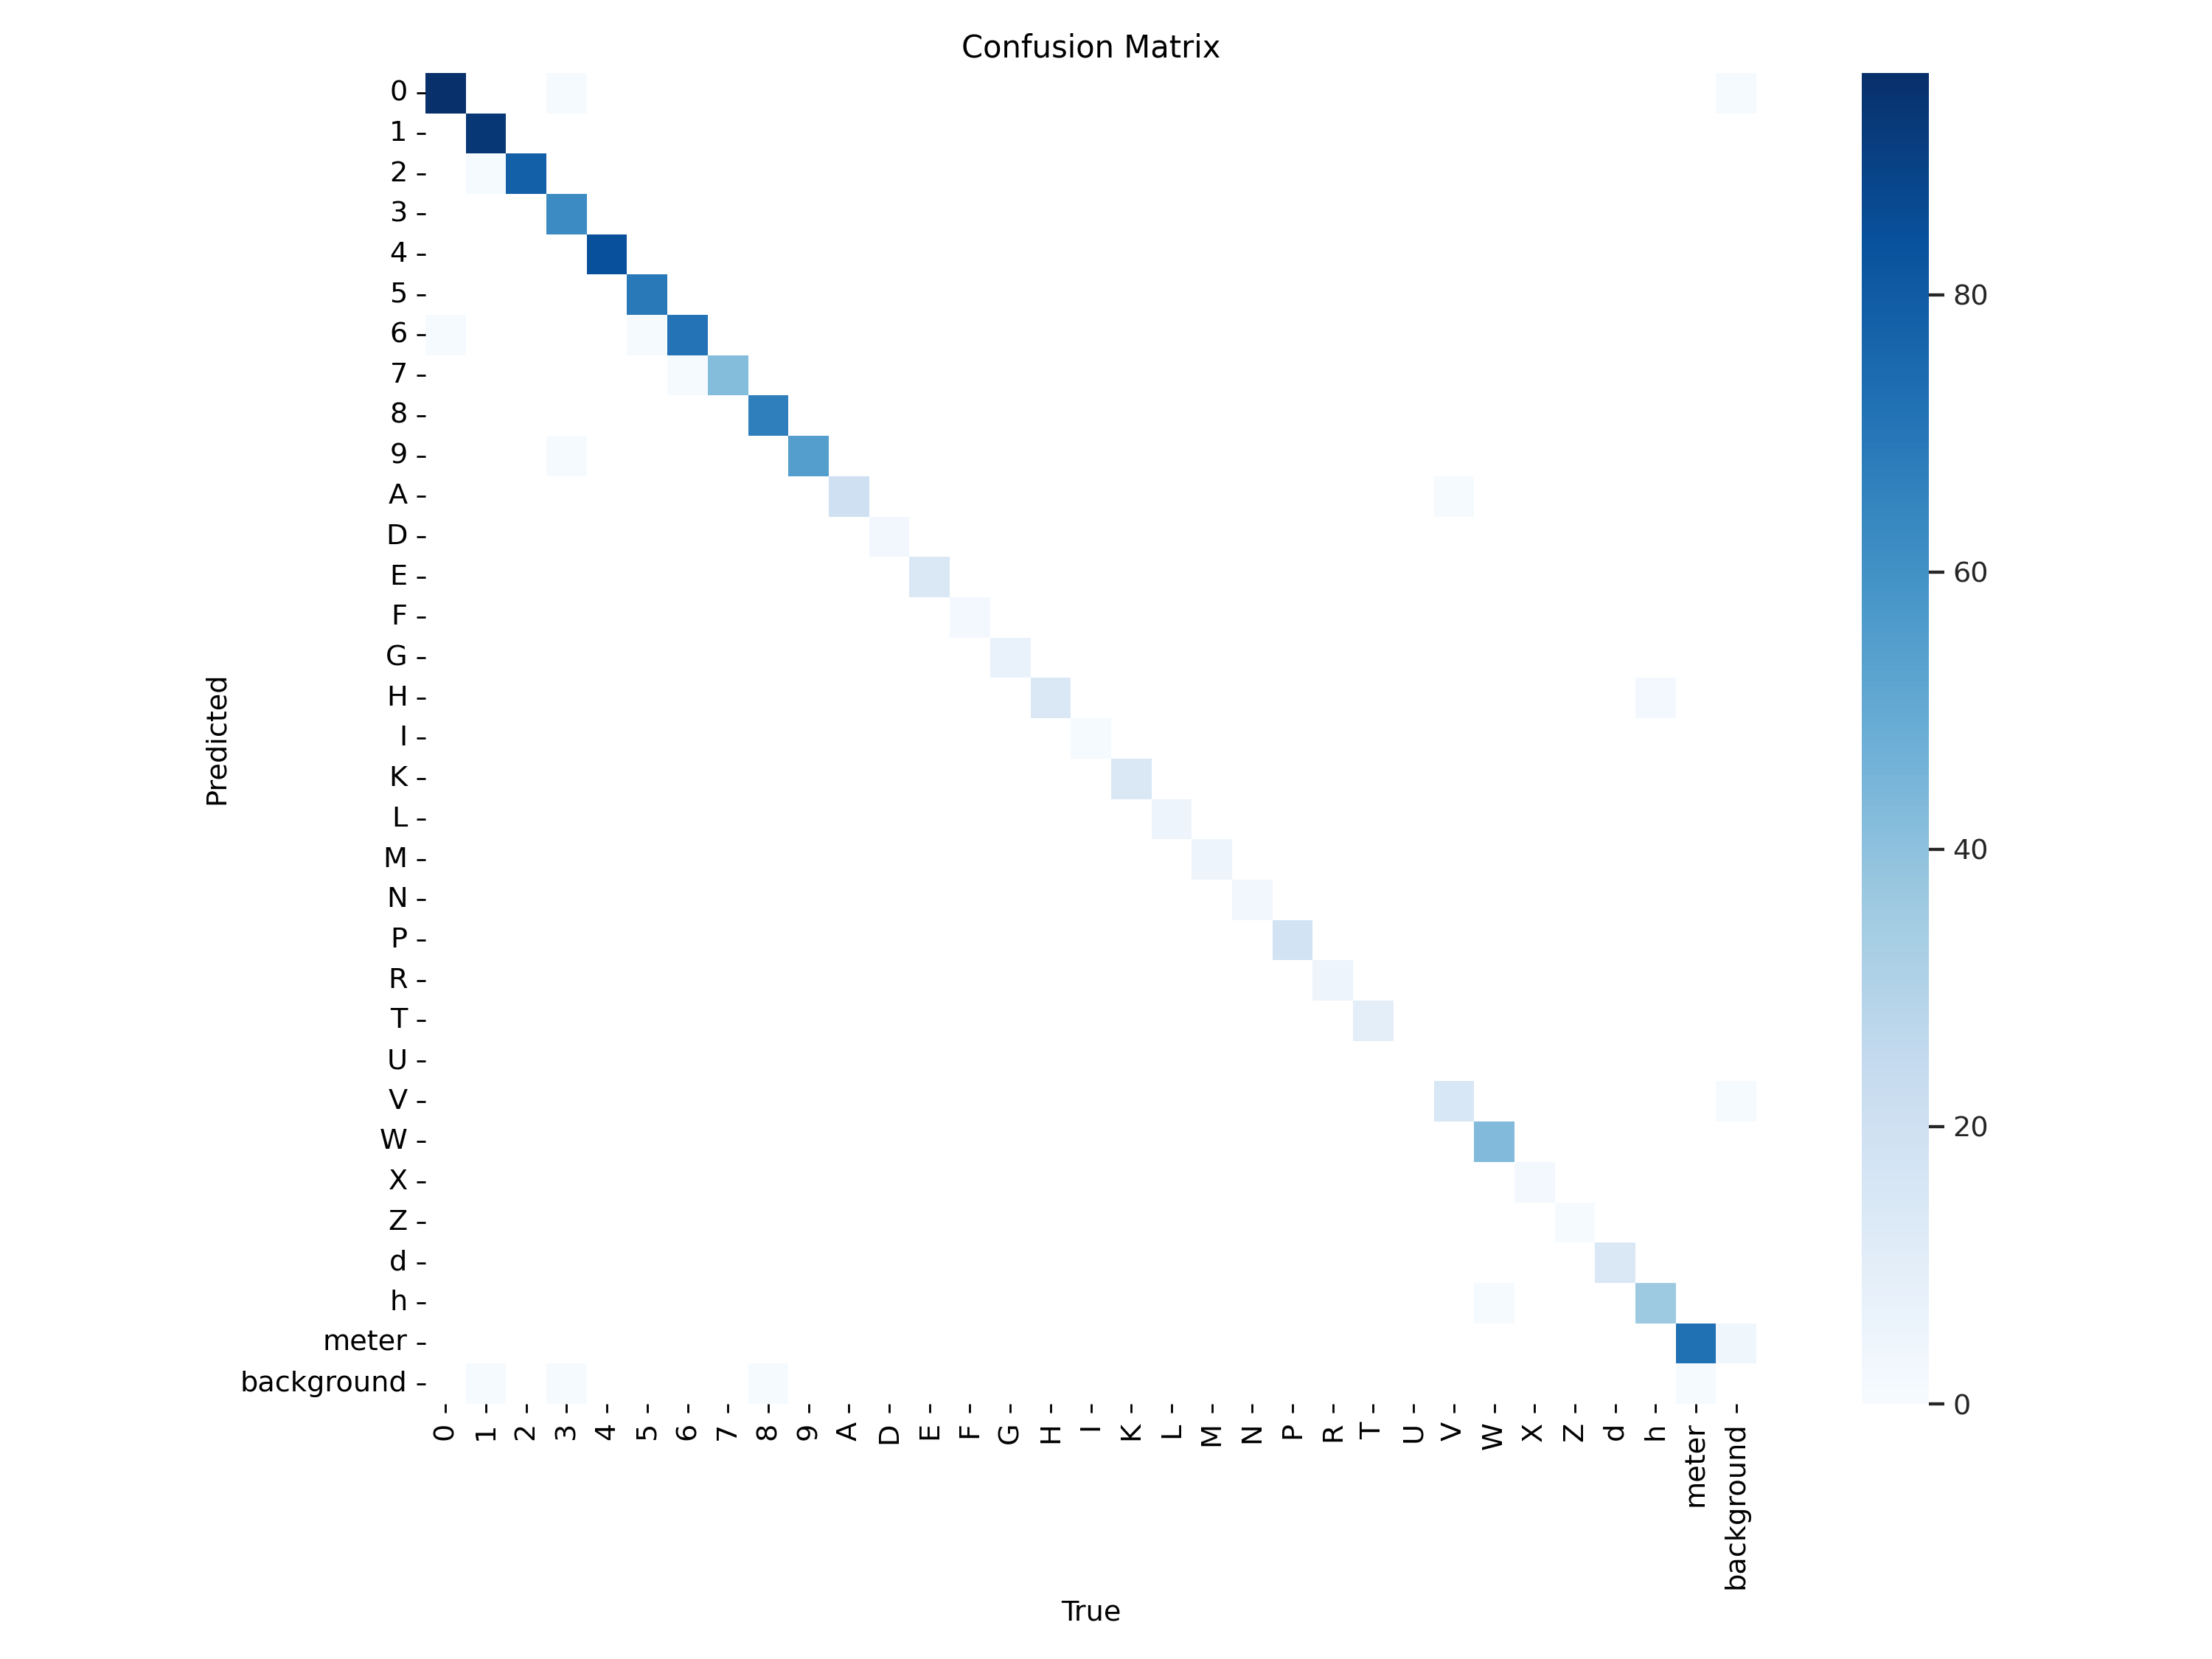 Confusion Matrix
Predicted
0
1
2
3
4
5
6
7
8
9
A
D
E
F
G
H
I
K
L
M
N
P
R
T
U
V
W
X
Z
d
h
meter
background
0 1 2 3 4 5 6 7 8 9 A D E F G H I K L M N P R T U V W X Z d h meter background
True
80
60
40
20
0